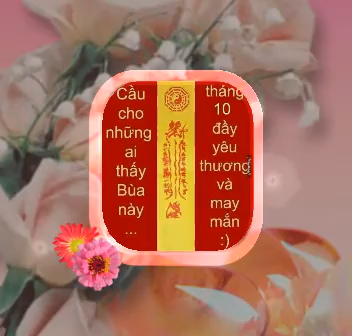 Cầu
cho
những
ai
thấy
Bùa
này
...
tháng
10
đầy
yêu
thương
và
may
mắn
:)